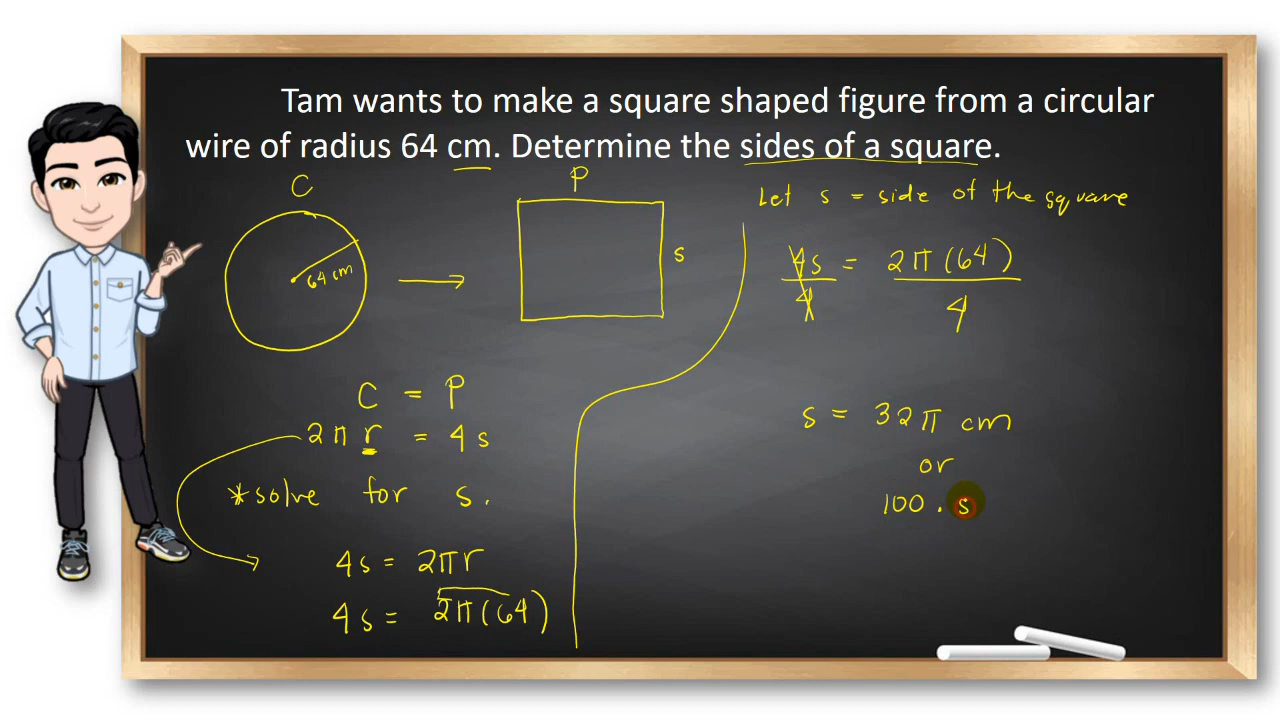 Tam wants to make a square shaped figure from a circular
wire of radius 64 cm. Determine the sides of a square.
C
P
64 cm
s
C = P
2πr = 4s
*solve for s.
4s = 2πr
4s = 2π(64)
Let s = side of the square
4s = 2π(64)
4 4
s = 32π cm
or
100.s